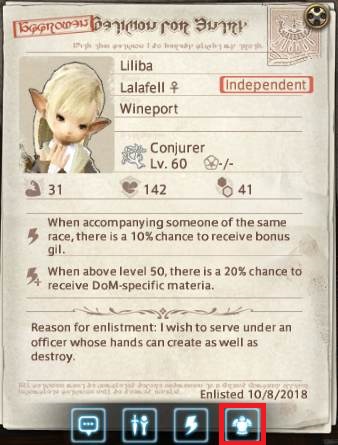 Liliba
Lalafell ♀
Independent
Wineport
Conjurer
Lv. 60 -/-
31 142 41
When accompanying someone of the same
race, there is a 10% chance to receive bonus
gil.
When above level 50, there is a 20% chance to
receive DoM-specific materia.
Reason for enlistment: I wish to serve under an
officer whose hands can create as well as
destroy.
Enlisted 10/8/2018